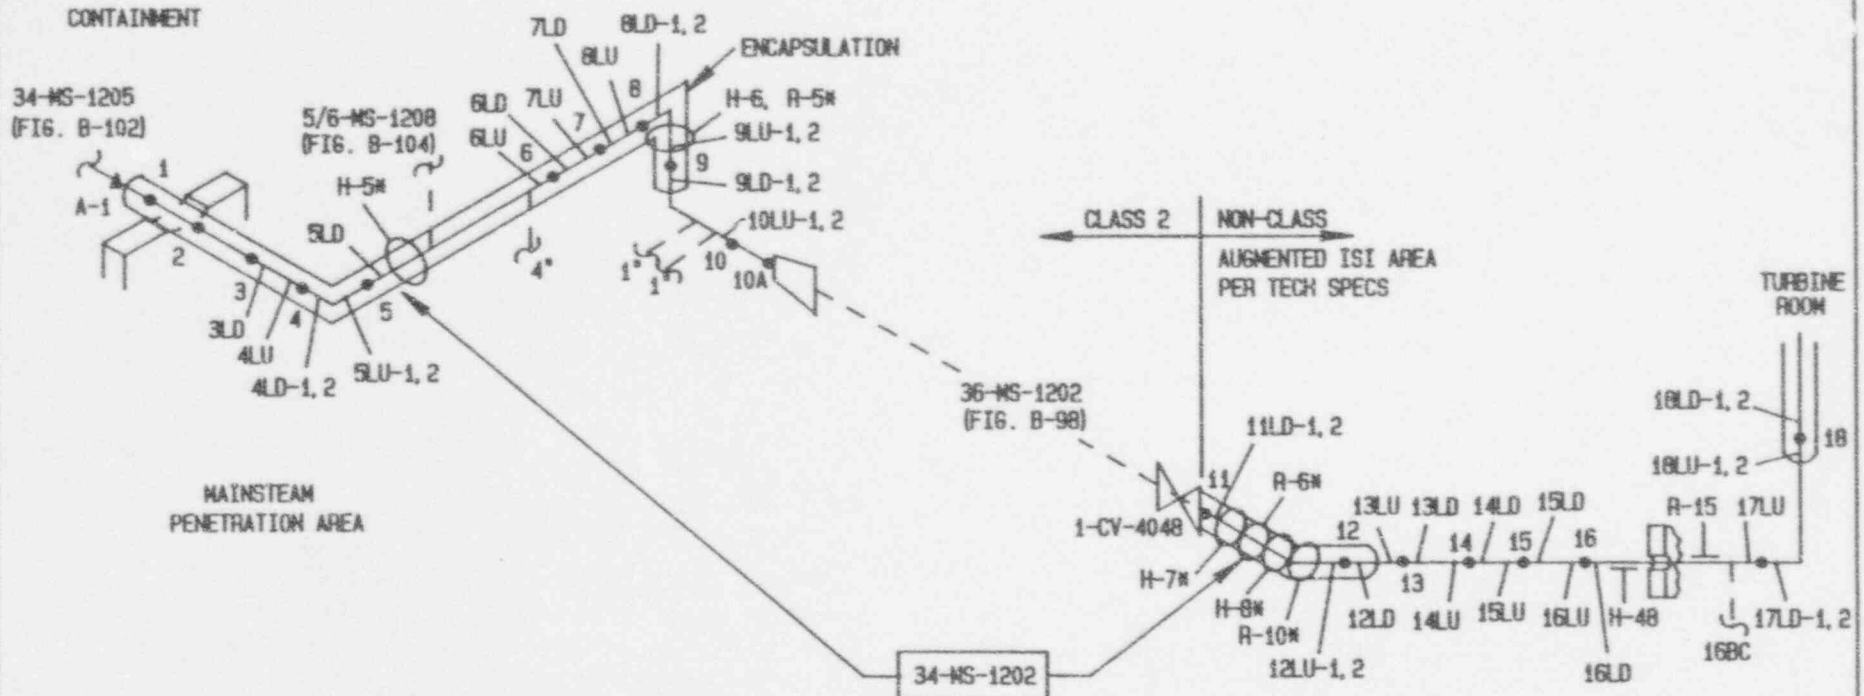 CONTAINMENT
34-MS-1205
(FIG. B-102)
A-1
1
2
3
3LD
4LU
4
4LD-1, 2
5LU-1, 2
5
5LD
H-5*
5/6-MS-1208
(FIG. B-104)
6LU
6LD
6
7LU
7
7LD
8LU
8
8LD-1, 2
ENCAPSULATION
H-6, R-5*
9LU-1, 2
9
9LD-1, 2
4"
1"
1"
10LU-1, 2
10
10A
MAINSTEAM
PENETRATION AREA
36-MS-1202
(FIG. B-98)
CLASS 2
NON-CLASS
AUGMENTED ISI AREA
PER TECH SPECS
1-CV-4048
11
11LD-1, 2
R-6*
H-7*
H-8*
R-10*
12
12LU-1, 2
12LD
13LU
13
13LD
14LU
14
14LD
15LU
15
15LD
16LU
16
16LD
H-48
R-15
16BC
17LU
17LD-1, 2
TURBINE
ROOM
18LD-1, 2
18
18LU-1, 2
34-MS-1202